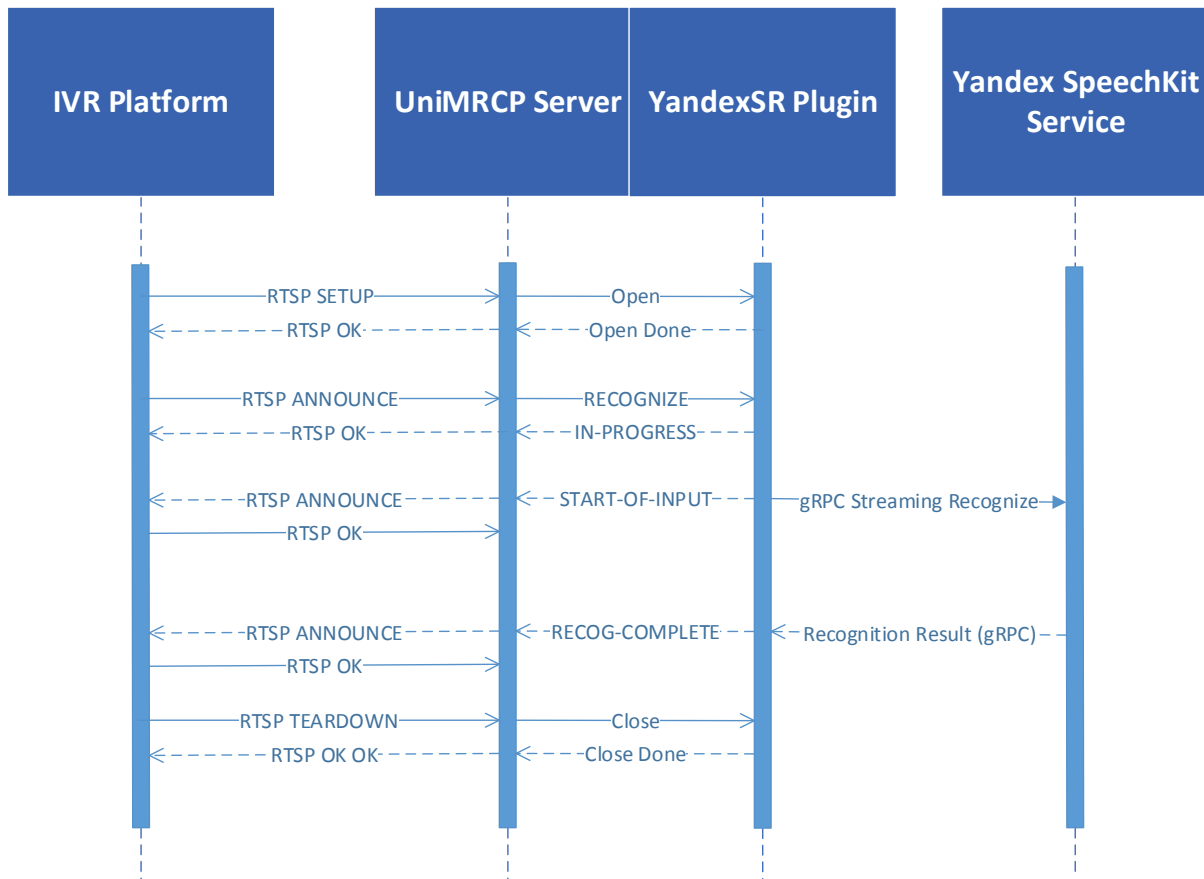 IVR Platform
UniMRCP Server
YandexSR Plugin
Yandex SpeechKit
Service
RTSP SETUP
Open
RTSP OK
Open Done
RTSP ANNOUNCE
RECOGNIZE
RTSP OK
IN-PROGRESS
RTSP ANNOUNCE
START-OF-INPUT
gRPC Streaming Recognize
RTSP OK
RTSP ANNOUNCE
RECOG-COMPLETE
Recognition Result (gRPC)
RTSP OK
RTSP TEARDOWN
Close
RTSP OK OK
Close Done